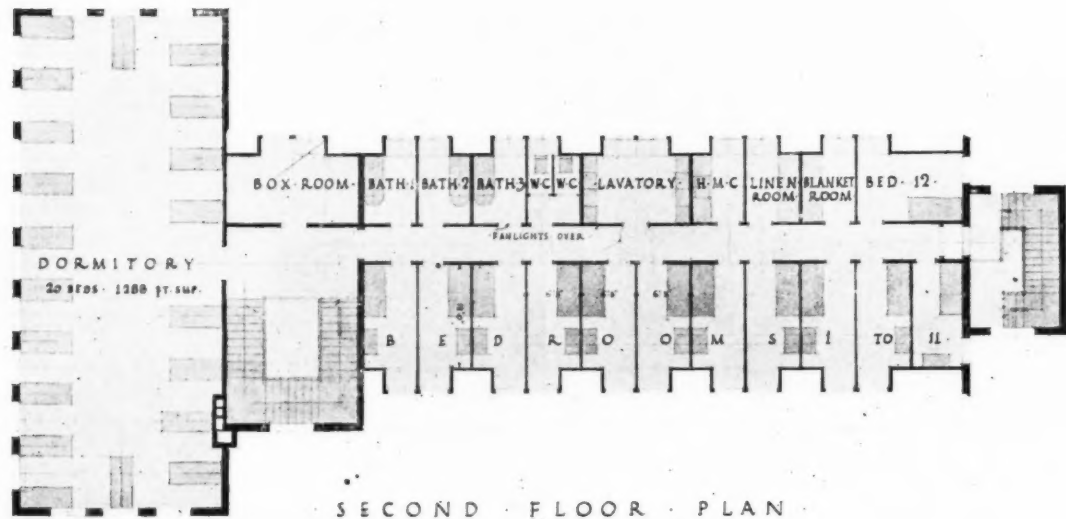 BOX·ROOM·
BATH·1
BATH·2
BATH·3
W·C
W·C
·LAVATORY·
·H·M·C·
LINEN ROOM
BLANKET ROOM
BED·12·
·FANLIGHTS OVER·
DORMITORY
20 BEDS · 1288 FT. SUP.
B E D R O O M S 1 TO 11·
·SECOND·FLOOR·PLAN·